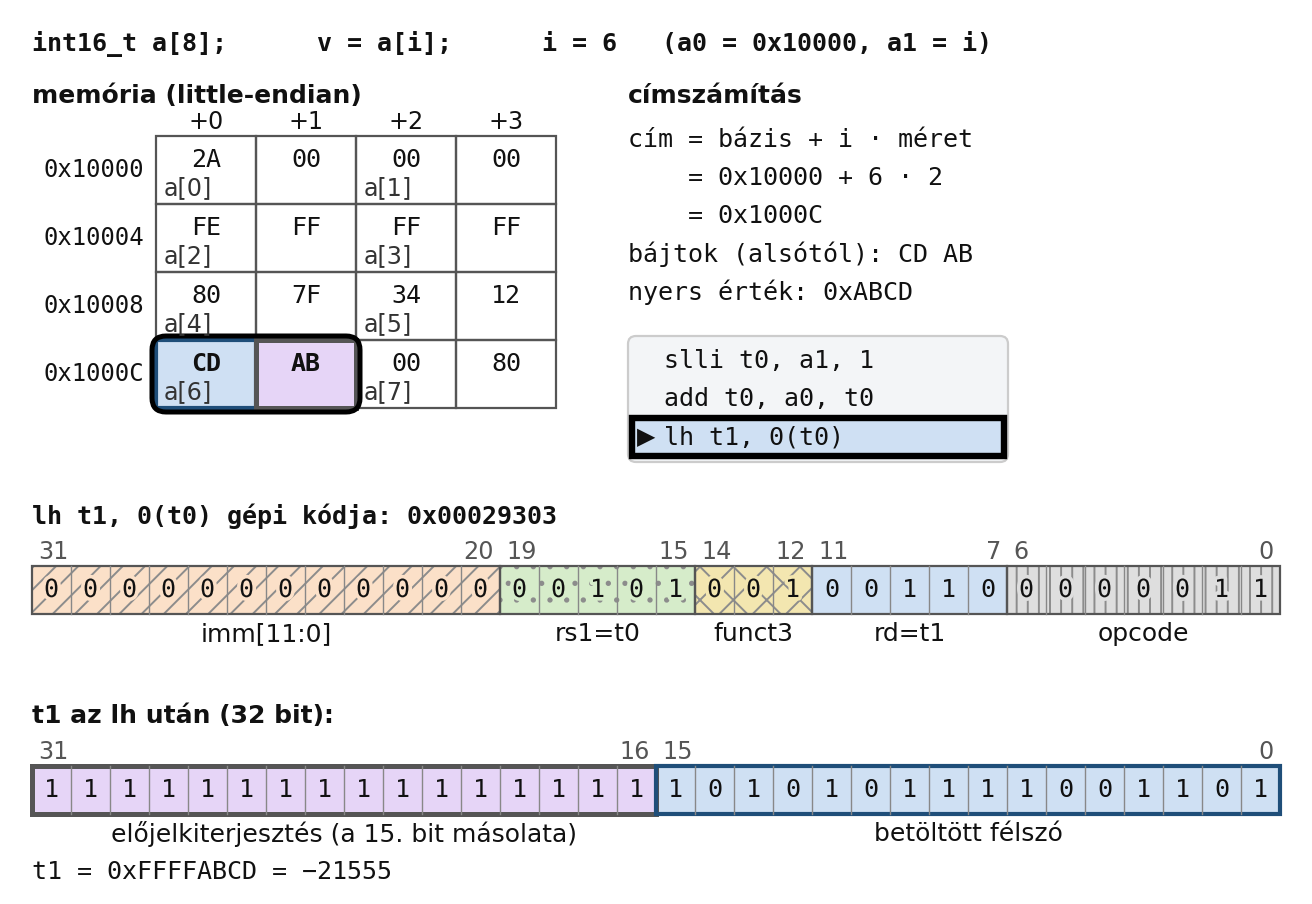 int16_t a[8];      v = a[i];      i = 6   (a0 = 0x10000, a1 = i)
memória (little-endian)
+0 +1 +2 +3
0x10000 2A 00 00 00
a[0] a[1]
0x10004 FE FF FF FF
a[2] a[3]
0x10008 80 7F 34 12
a[4] a[5]
0x1000C CD AB 00 80
a[6] a[7]
címszámítás
cím = bázis + i · méret
= 0x10000 + 6 · 2
= 0x1000C
bájtok (alsótól): CD AB
nyers érték: 0xABCD
slli t0, a1, 1
add t0, a0, t0
▶ lh t1, 0(t0)
lh t1, 0(t0) gépi kódja: 0x00029303
31 20 19 15 14 12 11 7 6 0
0 0 0 0 0 0 0 0 0 0 0 0 0 0 1 0 1 0 0 1 0 0 1 1 0 0 0 0 0 0 1 1
imm[11:0] rs1=t0 funct3 rd=t1 opcode
t1 az lh után (32 bit):
31 16 15 0
1 1 1 1 1 1 1 1 1 1 1 1 1 1 1 1 1 0 1 0 1 0 1 1 1 1 0 0 1 1 0 1
előjelkiterjesztés (a 15. bit másolata) betöltött félszó
t1 = 0xFFFFABCD = −21555